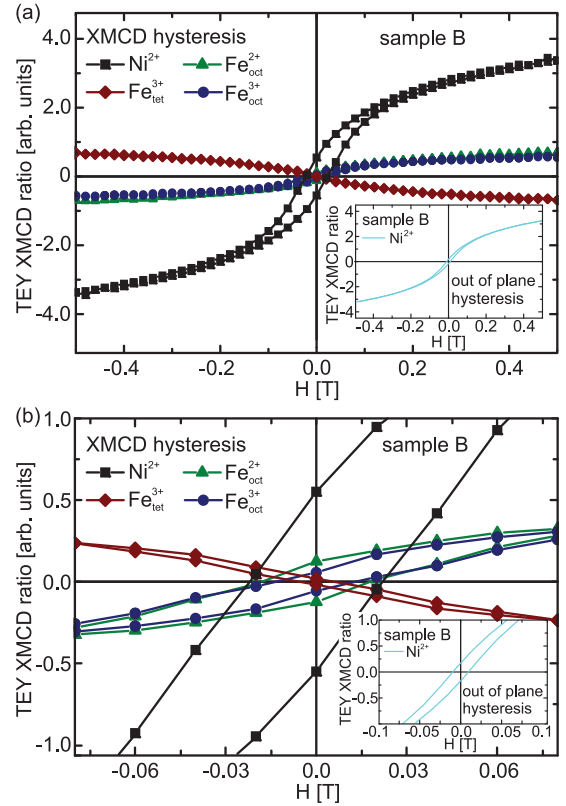 (a)
XMCD hysteresis
sample B
Ni²⁺
Fe²⁺oct
Fe³⁺tet
Fe³⁺oct
TEY XMCD ratio [arb. units]
4.0
2.0
0
-2.0
-4.0
-0.4 -0.2 0.0 0.2 0.4
H [T]
sample B
Ni²⁺
out of plane
hysteresis
TEY XMCD ratio
4
2
0
-2
-4
-0.4 -0.2 0.0 0.2 0.4
H [T]
(b)
XMCD hysteresis
sample B
Ni²⁺
Fe²⁺oct
Fe³⁺tet
Fe³⁺oct
TEY XMCD ratio [arb. units]
1.0
0.5
0.0
-0.5
-1.0
-0.06 -0.03 0.0 0.03 0.06
H [T]
sample B
Ni²⁺
out of plane
hysteresis
TEY XMCD ratio
1.0
0.5
0.0
-0.5
-0.1 -0.05 0.0 0.05 0.1
H [T]